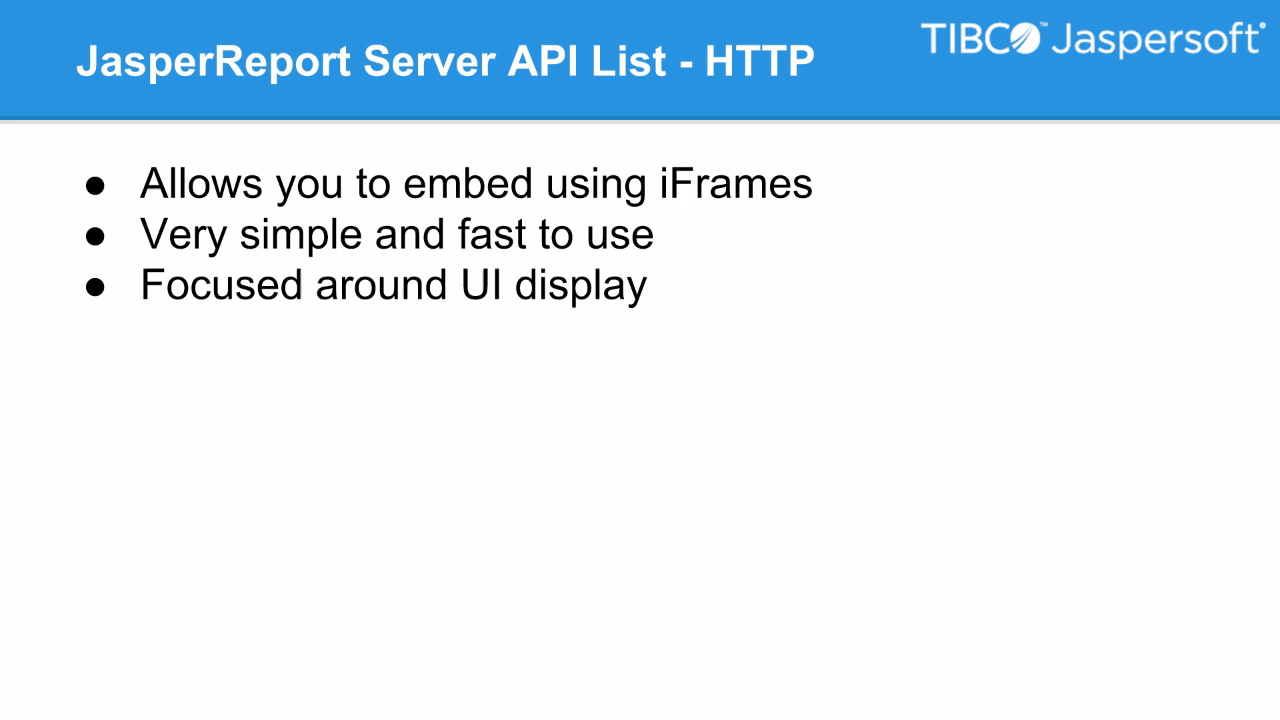 JasperReport Server API List - HTTP
TIBCO™ Jaspersoft®
● Allows you to embed using iFrames
● Very simple and fast to use
● Focused around UI display